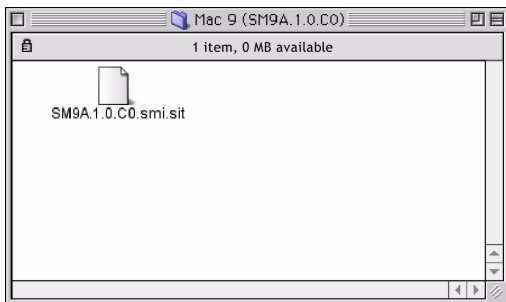 Mac 9 (SM9A.1.0.C0)
1 item, 0 MB available
SM9A.1.0.C0.smi.sit